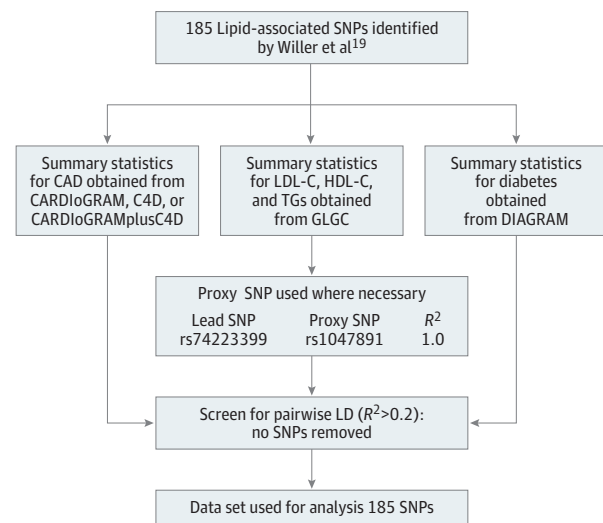 185 Lipid-associated SNPs identified
by Willer et al19
Summary statistics
for CAD obtained from
CARDIoGRAM, C4D, or
CARDIoGRAMplusC4D
Summary statistics
for LDL-C, HDL-C,
and TGs obtained
from GLGC
Summary statistics
for diabetes
obtained
from DIAGRAM
Proxy SNP used where necessary
Lead SNP Proxy SNP R2
rs74223399 rs1047891 1.0
Screen for pairwise LD (R2>0.2):
no SNPs removed
Data set used for analysis 185 SNPs